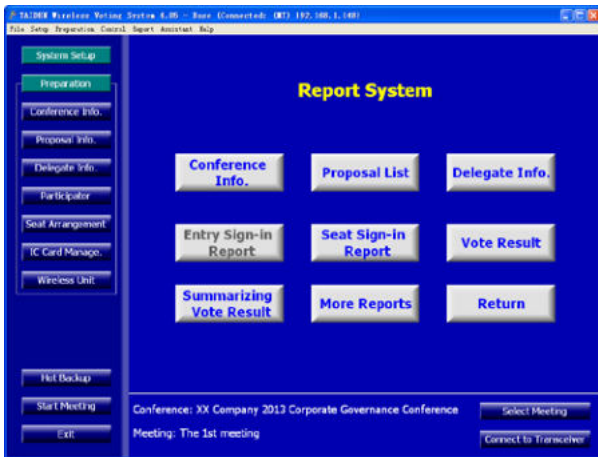 TAIDEN Wireless Voting System 6.05 - Base (Connected: (MT) 192.168.1.168)
File Setup Preparation Control Report Assistant Help
System Setup
Preparation
Conference Info.
Proposal Info.
Delegate Info.
Participator
Seat Arrangement
IC Card Manage.
Wireless Unit
Hot Backup
Start Meeting
Exit
Report System
Conference
Info.
Proposal List
Delegate Info.
Entry Sign-in
Report
Seat Sign-in
Report
Vote Result
Summarizing
Vote Result
More Reports
Return
Conference: XX Company 2013 Corporate Governance Conference
Meeting: The 1st meeting
Select Meeting
Connect to Transceiver